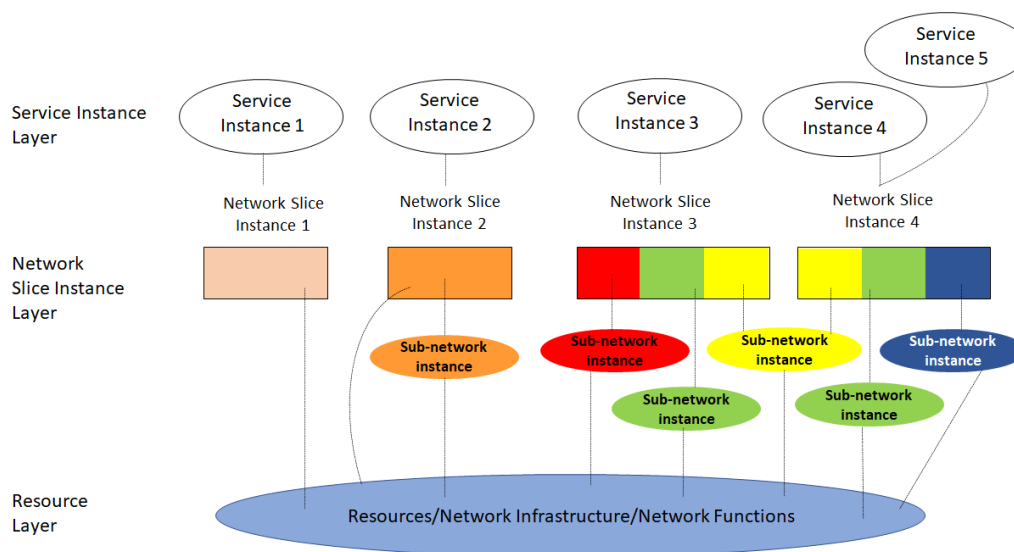 Service
Instance 5
Service Instance
Layer
Service
Instance 1
Service
Instance 2
Service
Instance 3
Service
Instance 4
Network Slice
Instance 1
Network Slice
Instance 2
Network Slice
Instance 3
Network Slice
Instance 4
Network
Slice Instance
Layer
Sub-network
instance
Sub-network
instance
Sub-network
instance
Sub-network
instance
Sub-network
instance
Sub-network
instance
Resource
Layer
Resources/Network Infrastructure/Network Functions